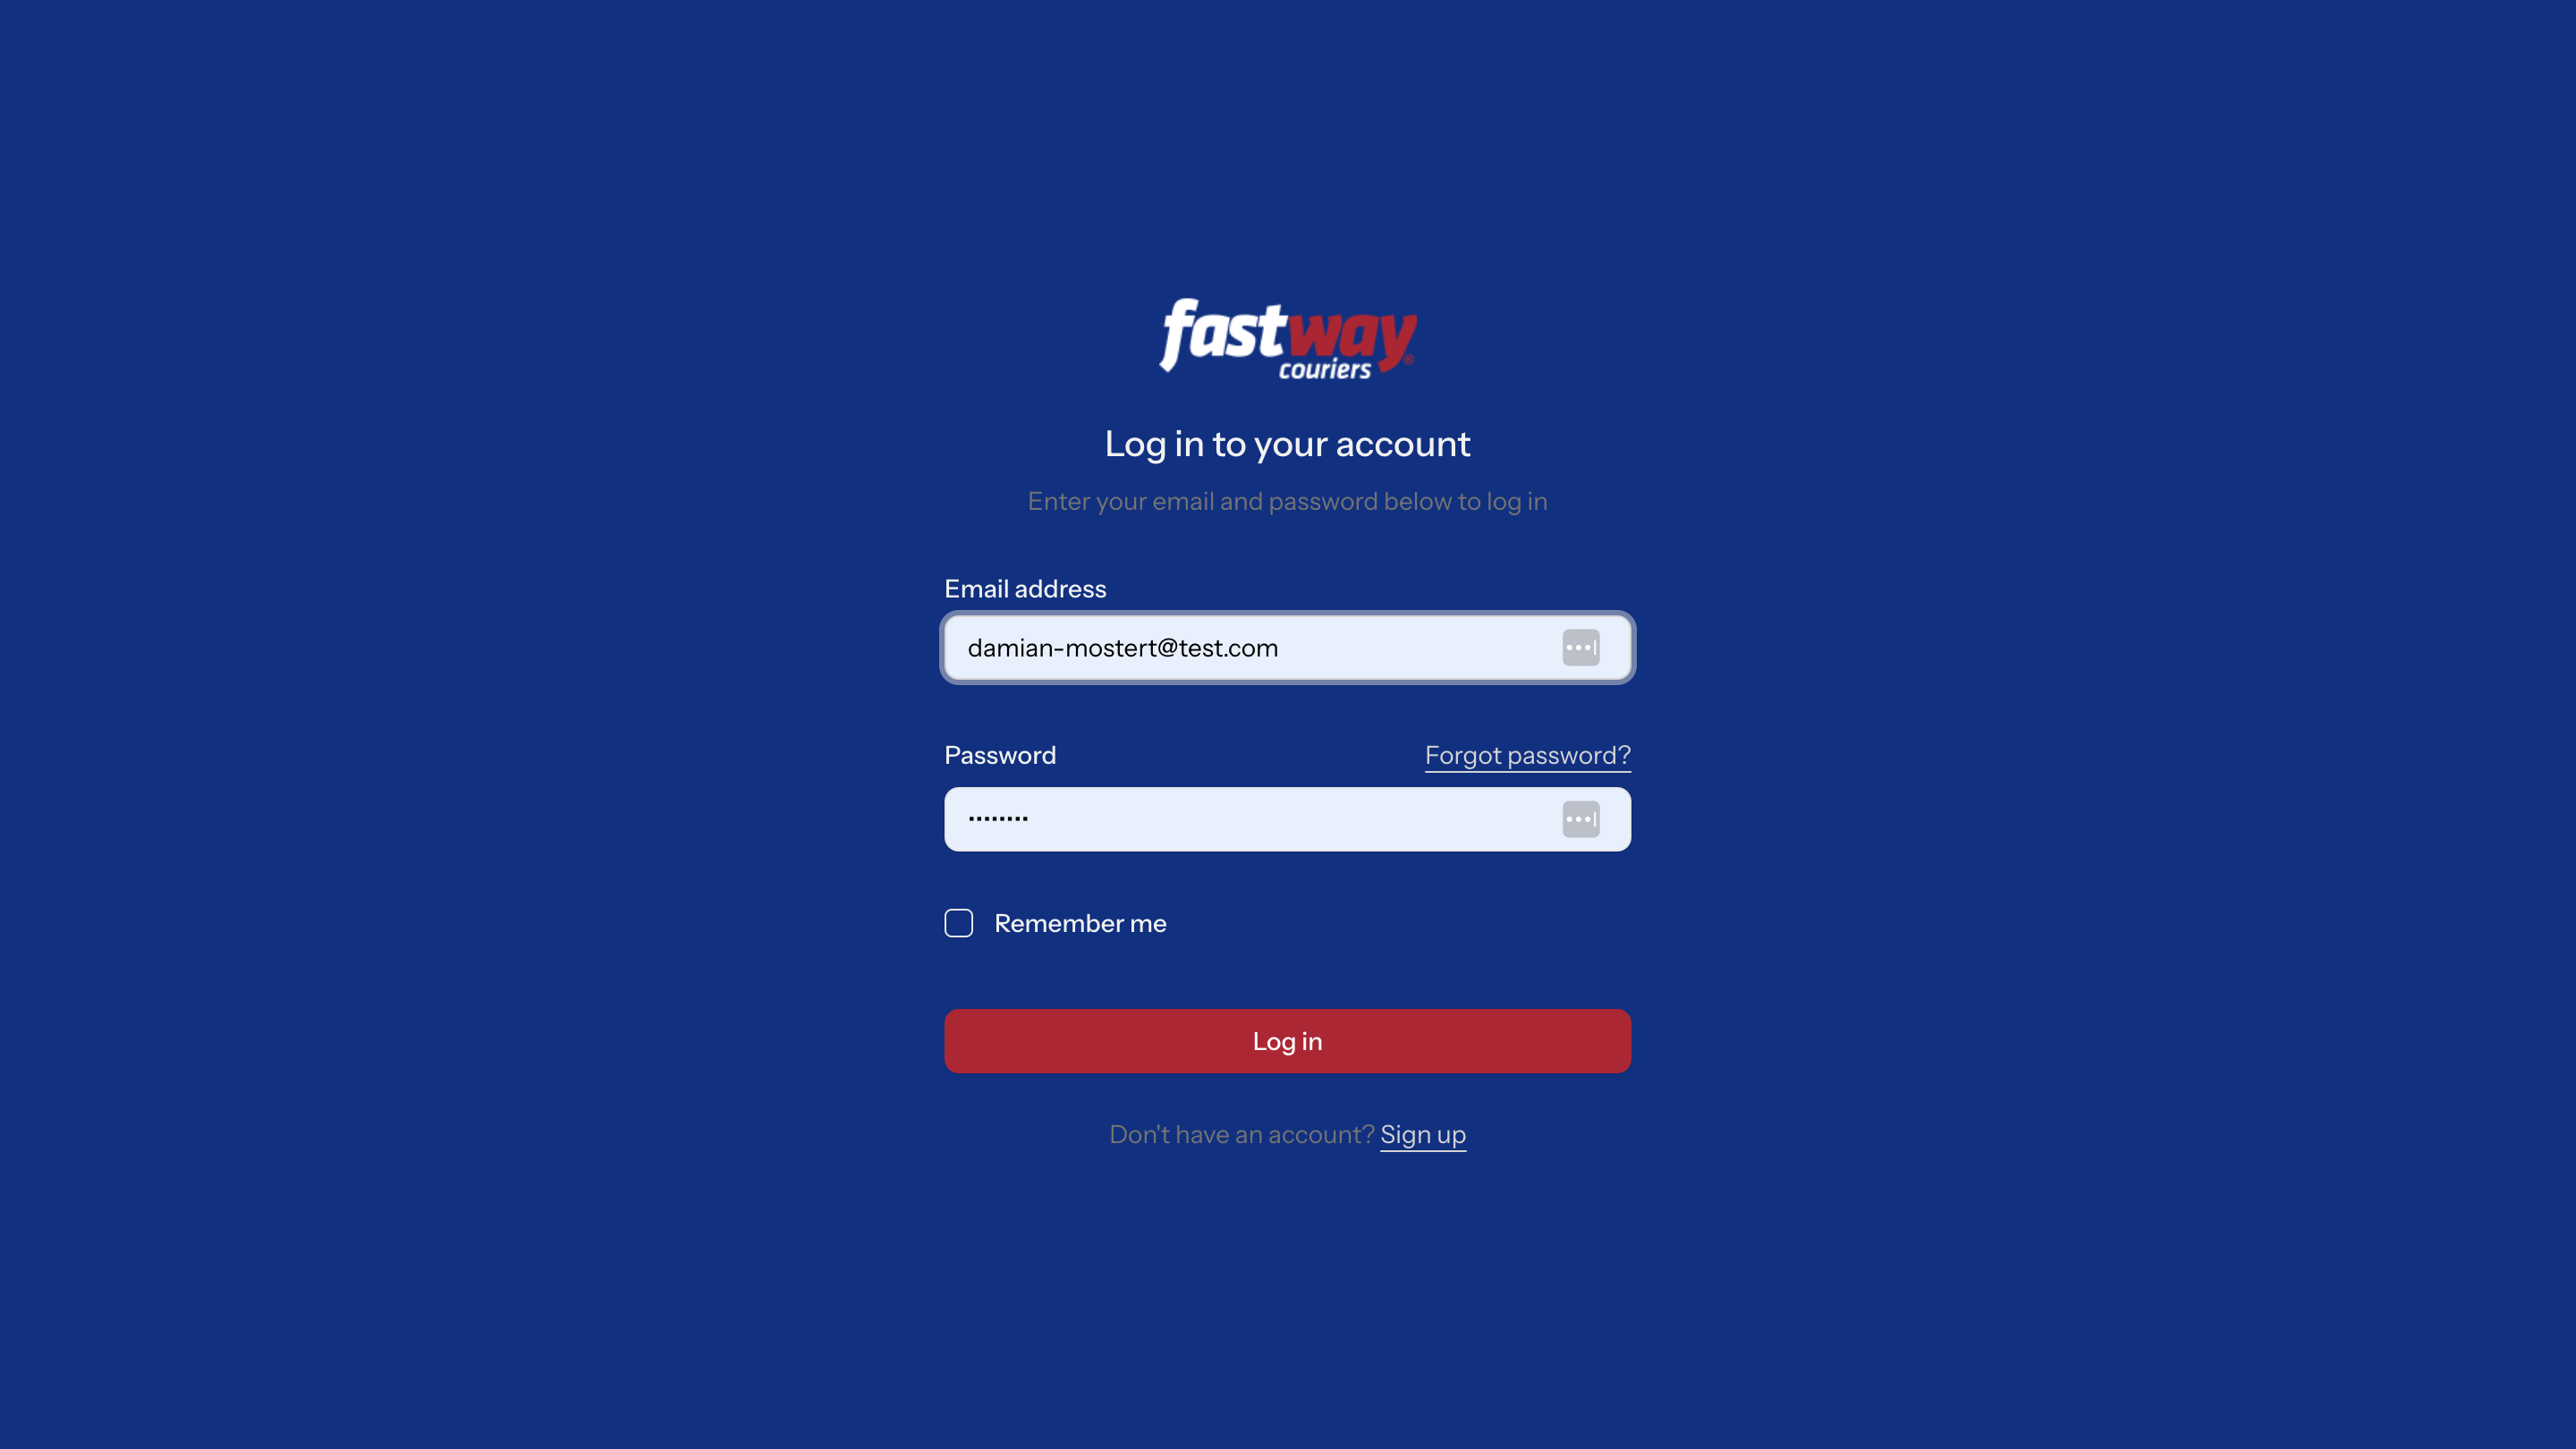 fastway®
couriers
Log in to your account
Enter your email and password below to log in
Email address
damian-mostert@test.com
Password
Forgot password?
••••••••
Remember me
Log in
Don't have an account? Sign up